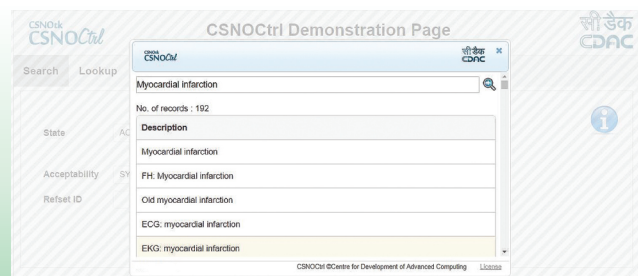 CSNOtk
CSNOCtrl
CSNOCtrl Demonstration Page
सी डैक
CDAC
Search Lookup
CSNOtk
CSNOCtrl
सी डैक
CDAC
×
Myocardial infarction
No. of records : 192
Description
State
Myocardial infarction
Acceptability
FH: Myocardial infarction
Refset ID
Old myocardial infarction
ECG: myocardial infarction
EKG: myocardial infarction
CSNOCtrl ©Centre for Development of Advanced Computing License